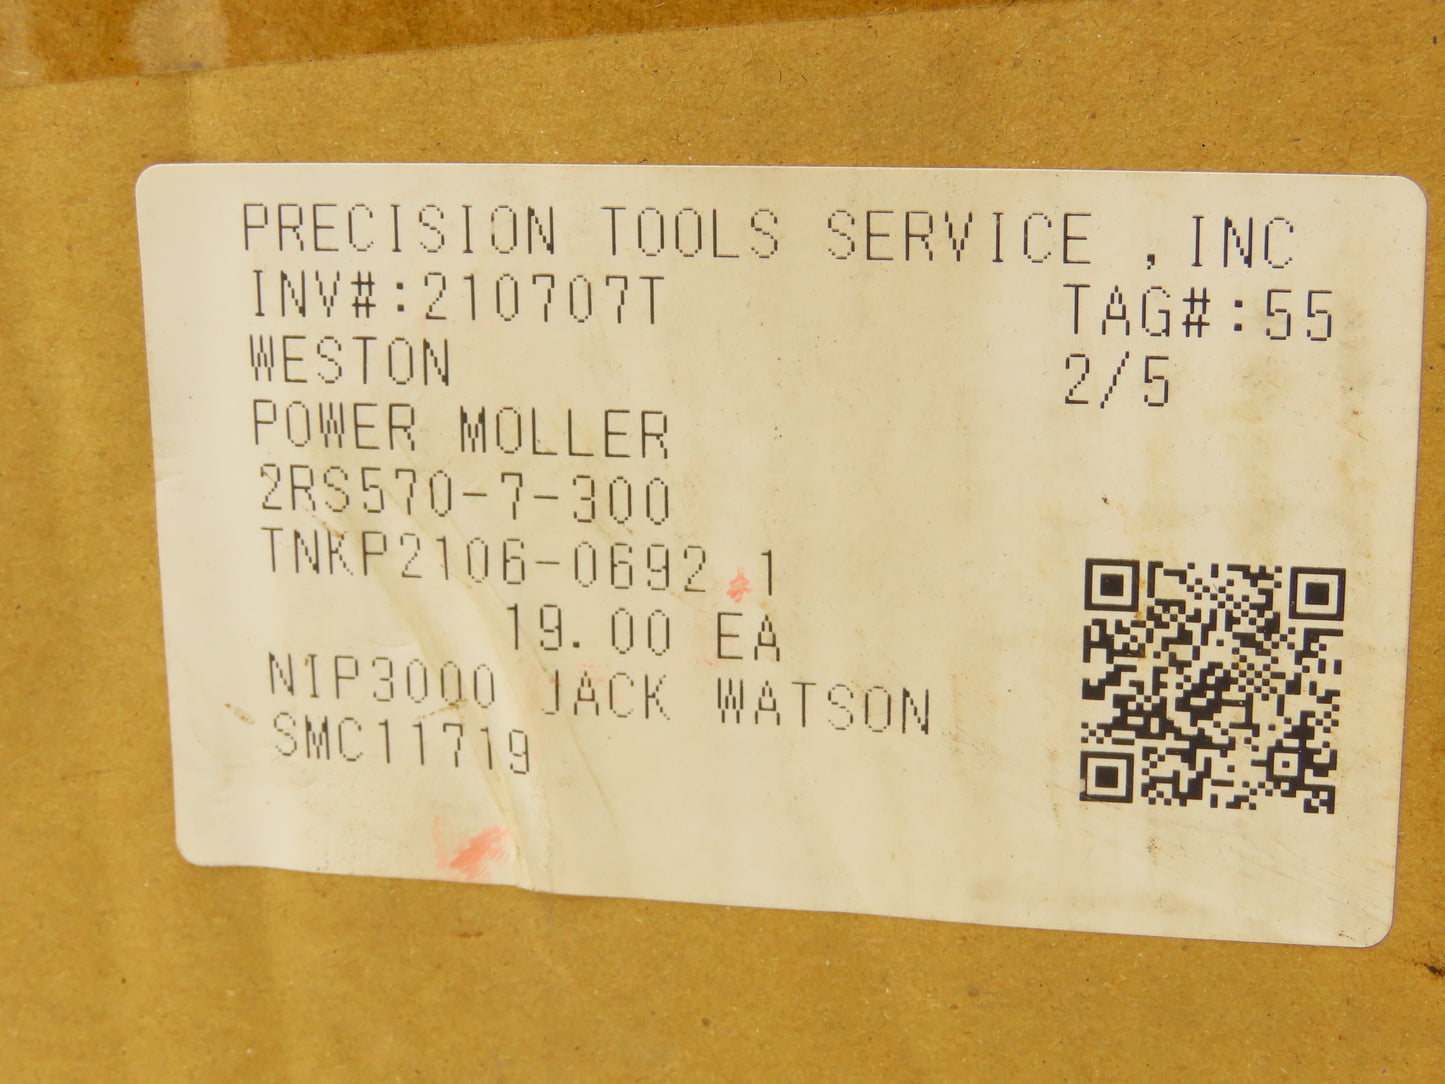 PRECISION TOOLS SERVICE ,INC
INV#:210707T TAG#:55
WESTON 2/5
POWER MOLLER
2RS570-7-300
TNKP2106-0692 1
19.00 EA
NIP3000 JACK WATSON
SMC11719